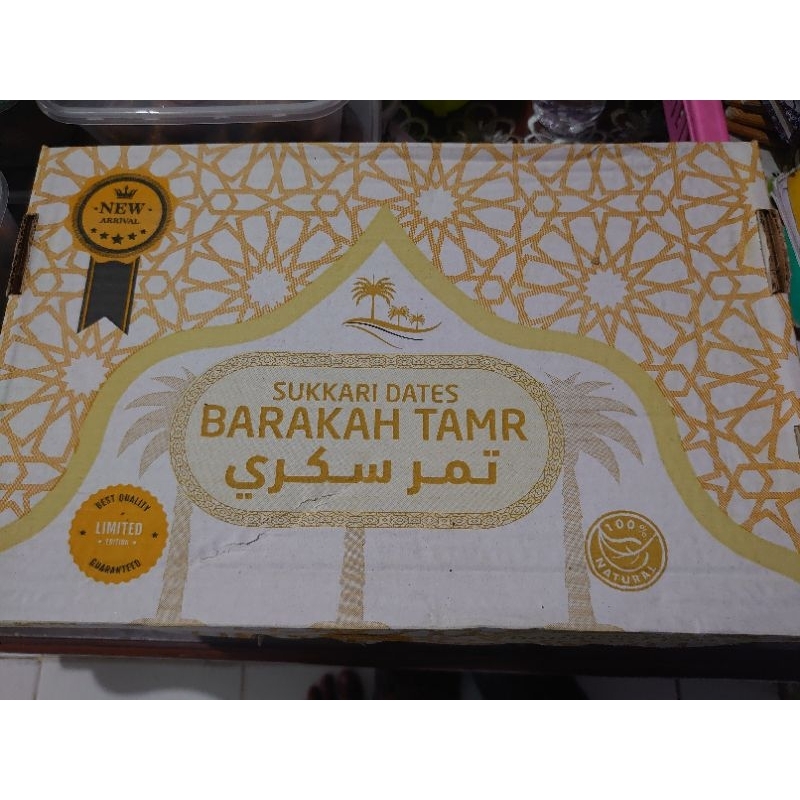 NEW
ARRIVAL
SUKKARI DATES
BARAKAH TAMR
تمر سكري
BEST QUALITY
LIMITED
EDITION
GUARANTEED
100%
NATURAL